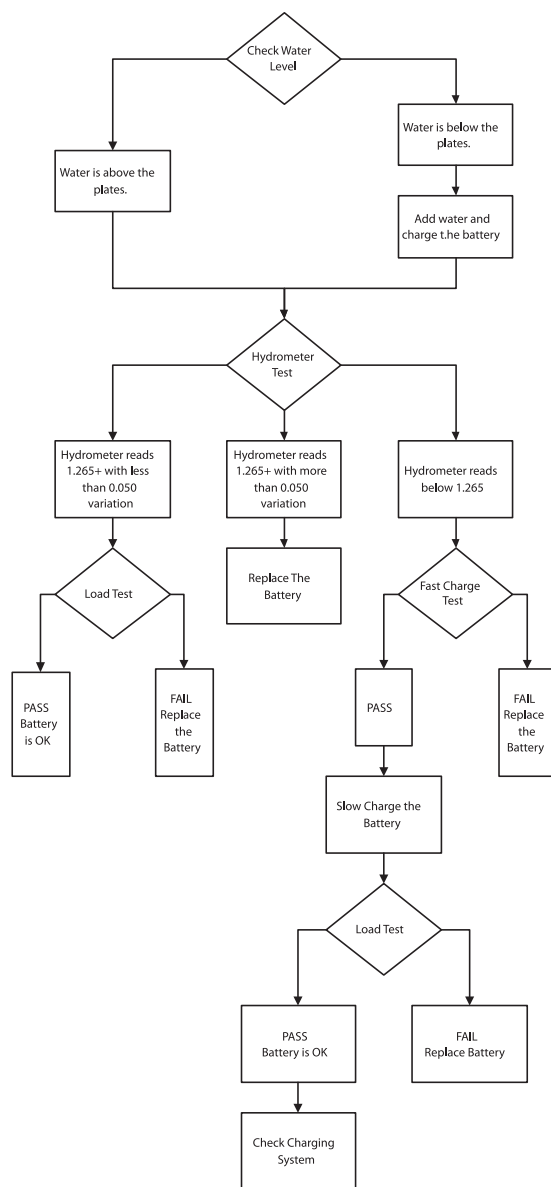 Check Water
Level
Water is above the
plates.
Water is below the
plates.
Add water and
charge t.he battery
Hydrometer
Test
Hydrometer reads
1.265+ with less
than 0.050
variation
Hydrometer reads
1.265+ with more
than 0.050
variation
Hydrometer reads
below 1.265
Load Test
Replace The
Battery
Fast Charge
Test
PASS
Battery
is OK
FAIL
Replace
the
Battery
PASS
FAIL
Replace
the
Battery
Slow Charge the
Battery
Load Test
PASS
Battery is OK
FAIL
Replace Battery
Check Charging
System